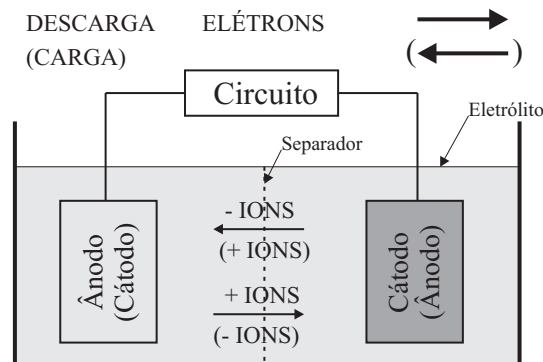 DESCARGA ELÉTRONS
(CARGA) ( )
Circuito
Eletrólito
Separador
- IONS
(+ IONS)
+ IONS
(- IONS)
Ânodo
(Cátodo)
Cátodo
(Ânodo)